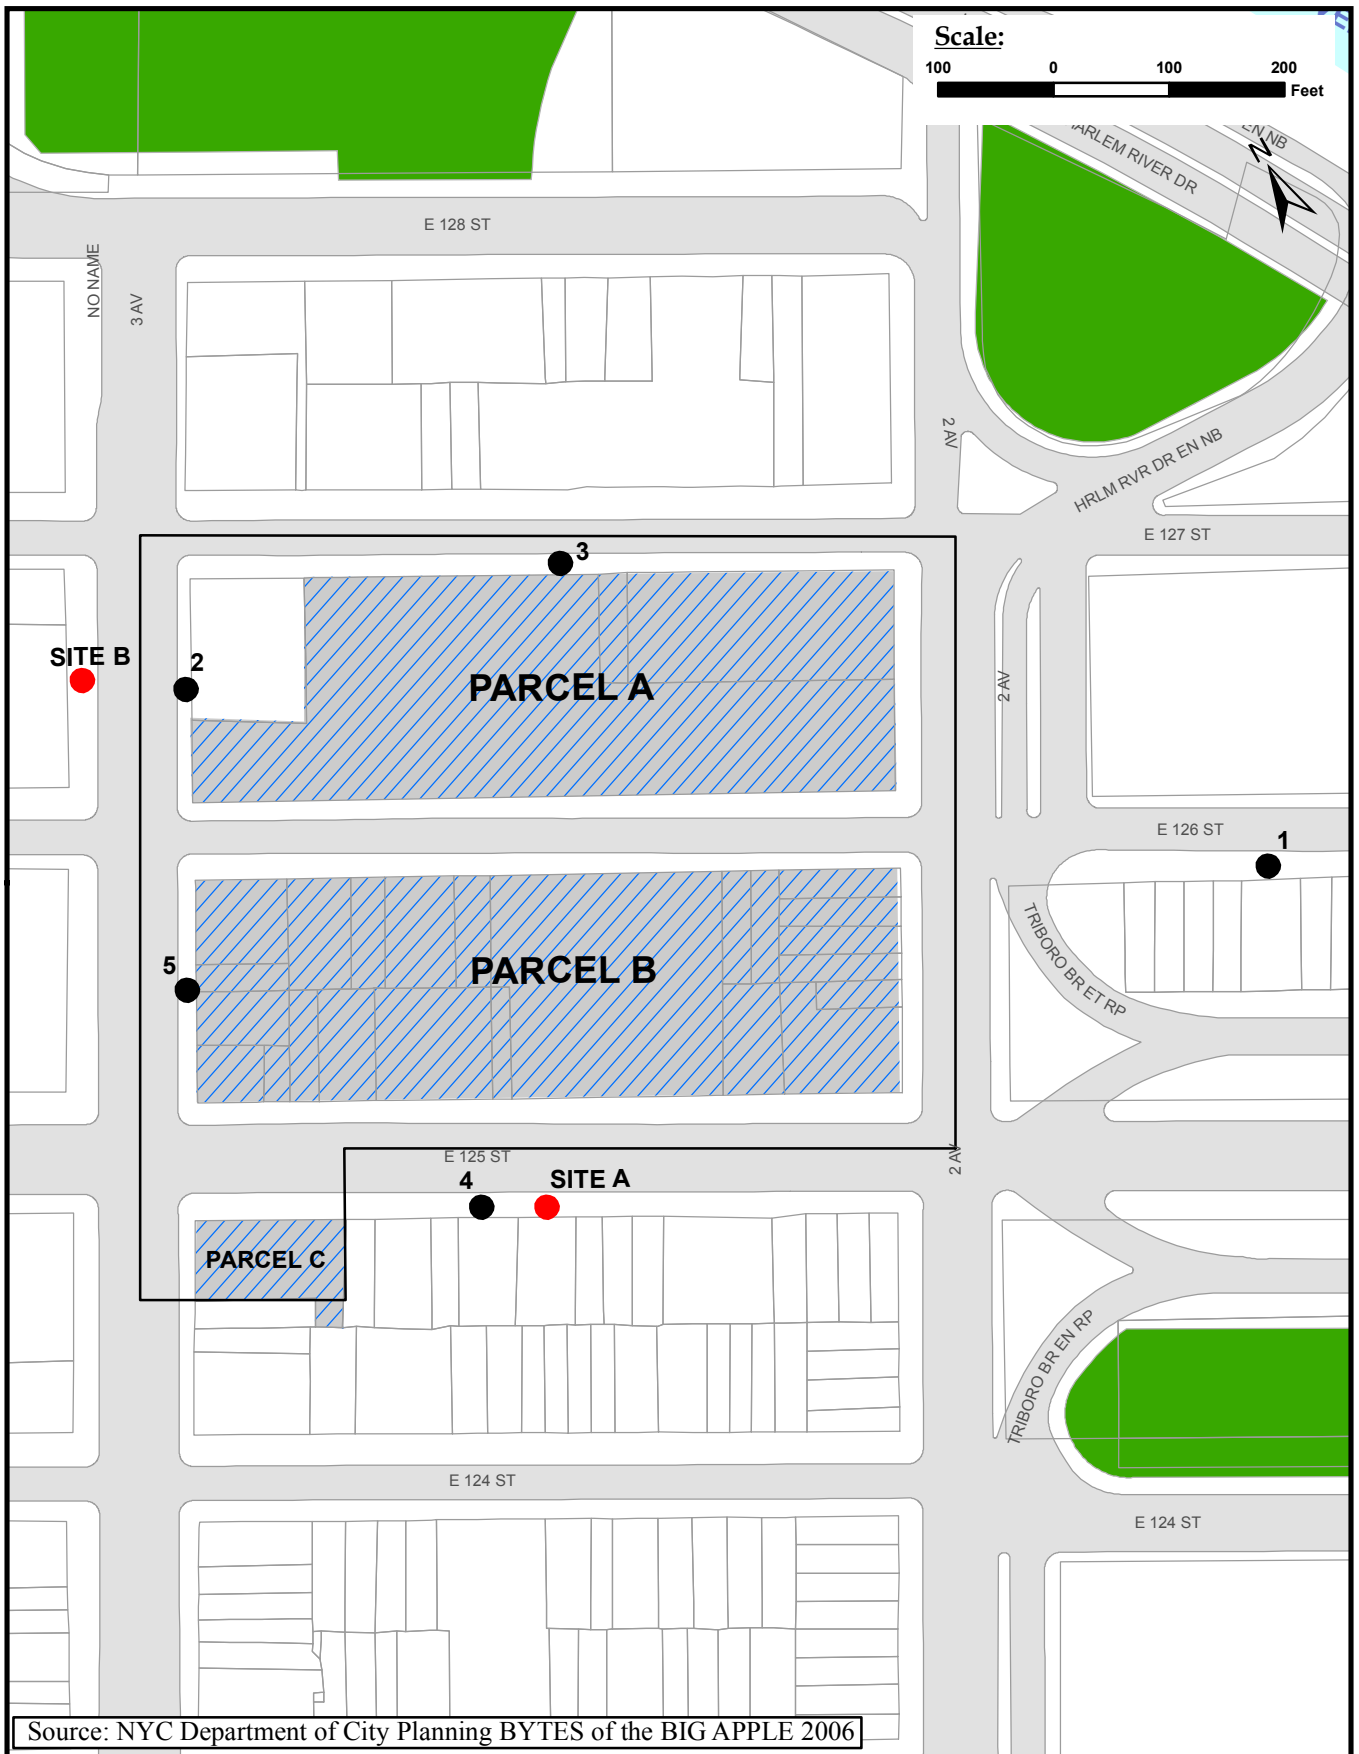 Scale:
100 0 100 200
Feet
EN NB
HARLEM RIVER DR
N
E 128 ST
NO NAME
3 AV
2 AV
HRLM RVR DR EN NB
E 127 ST
3
SITE B
2
PARCEL A
2 AV
E 126 ST
1
TRIBORO BR ET RP
5
PARCEL B
E 125 ST
2 AV
4
SITE A
PARCEL C
TRIBORO BR EN RP
E 124 ST
E 124 ST
Source: NYC Department of City Planning BYTES of the BIG APPLE 2006